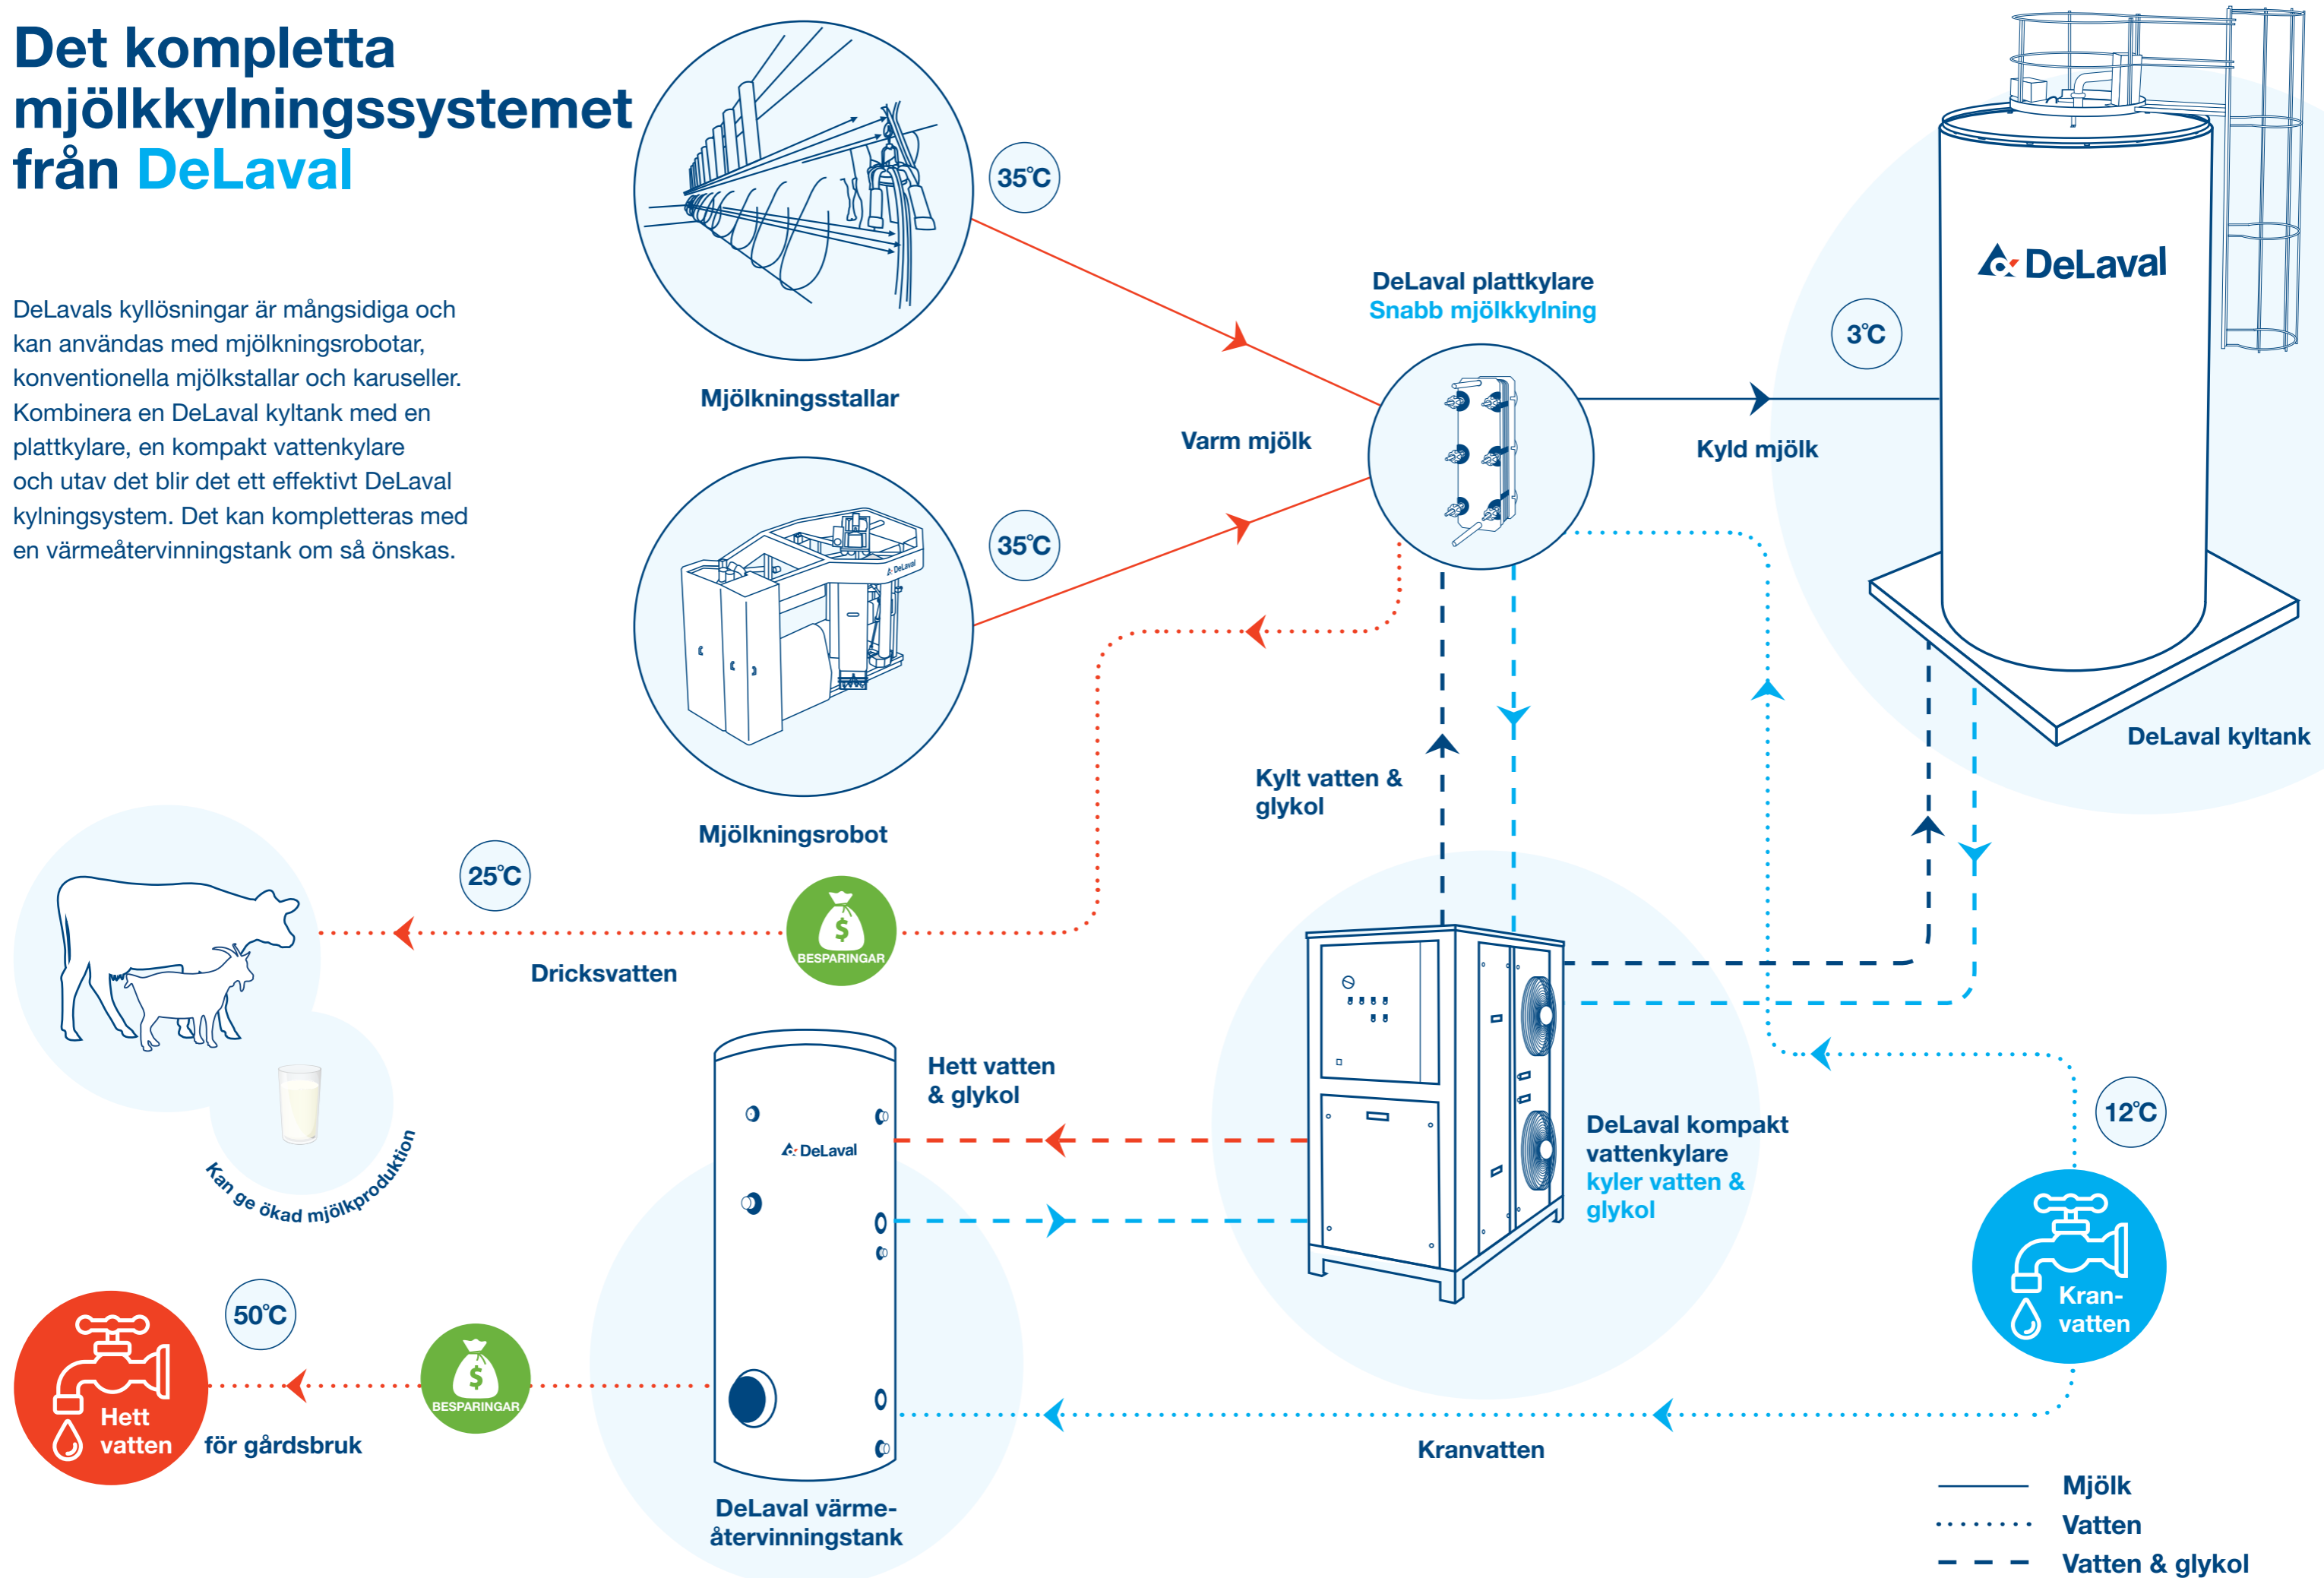 Det kompletta
mjölkkylningssystemet
från DeLaval
DeLavals kyllösningar är mångsidiga och
kan användas med mjölkningsrobotar,
konventionella mjölkstallar och karuseller.
Kombinera en DeLaval kyltank med en
plattkylare, en kompakt vattenkylare
och utav det blir det ett effektivt DeLaval
kylningsystem. Det kan kompletteras med
en värmeåtervinningstank om så önskas.
35°C
Mjölkningsstallar
DeLaval plattkylare
Snabb mjölkkylning
3°C
DeLaval
Varm mjölk
Kyld mjölk
35°C
DeLaval
Mjölkningsrobot
DeLaval kyltank
Kylt vatten &
glykol
25°C
$
BESPARINGAR
Dricksvatten
Kan ge ökad mjölkproduktion
Hett vatten
& glykol
DeLaval
DeLaval kompakt
vattenkylare
kyler vatten &
glykol
12°C
Kran-
vatten
50°C
Hett
vatten
för gårdsbruk
$
BESPARINGAR
Kranvatten
DeLaval värme-
återvinningstank
Mjölk
Vatten
Vatten & glykol